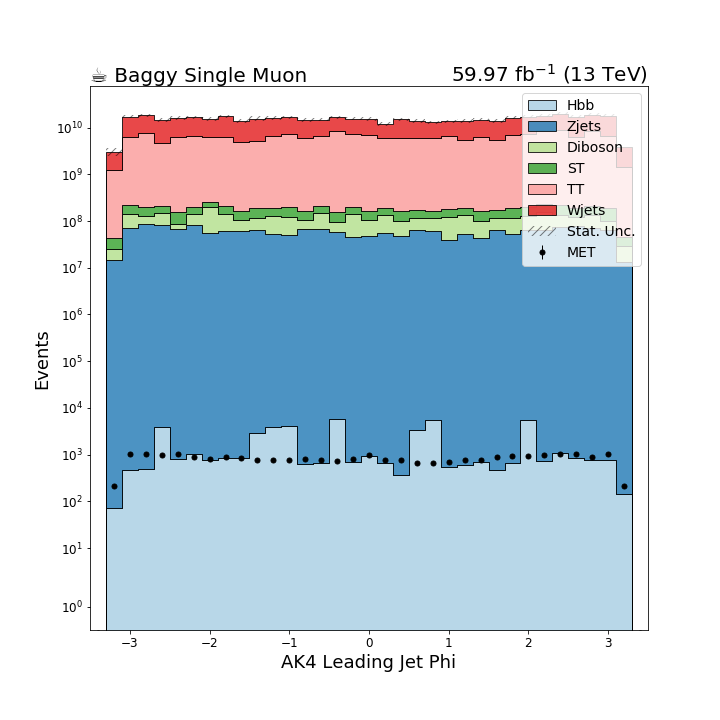 ☕ Baggy Single Muon
59.97 fb⁻¹ (13 TeV)
Hbb
Zjets
Diboson
ST
TT
Wjets
Stat. Unc.
MET
Events
10¹⁰
10⁹
10⁸
10⁷
10⁶
10⁵
10⁴
10³
10²
10¹
10⁰
−3 −2 −1 0 1 2 3
AK4 Leading Jet Phi